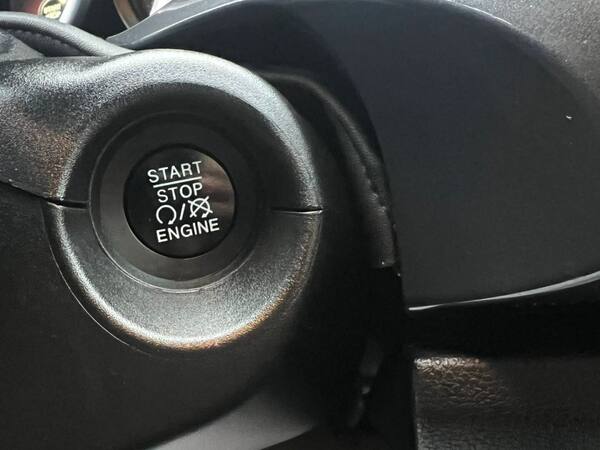 START
STOP
/
ENGINE